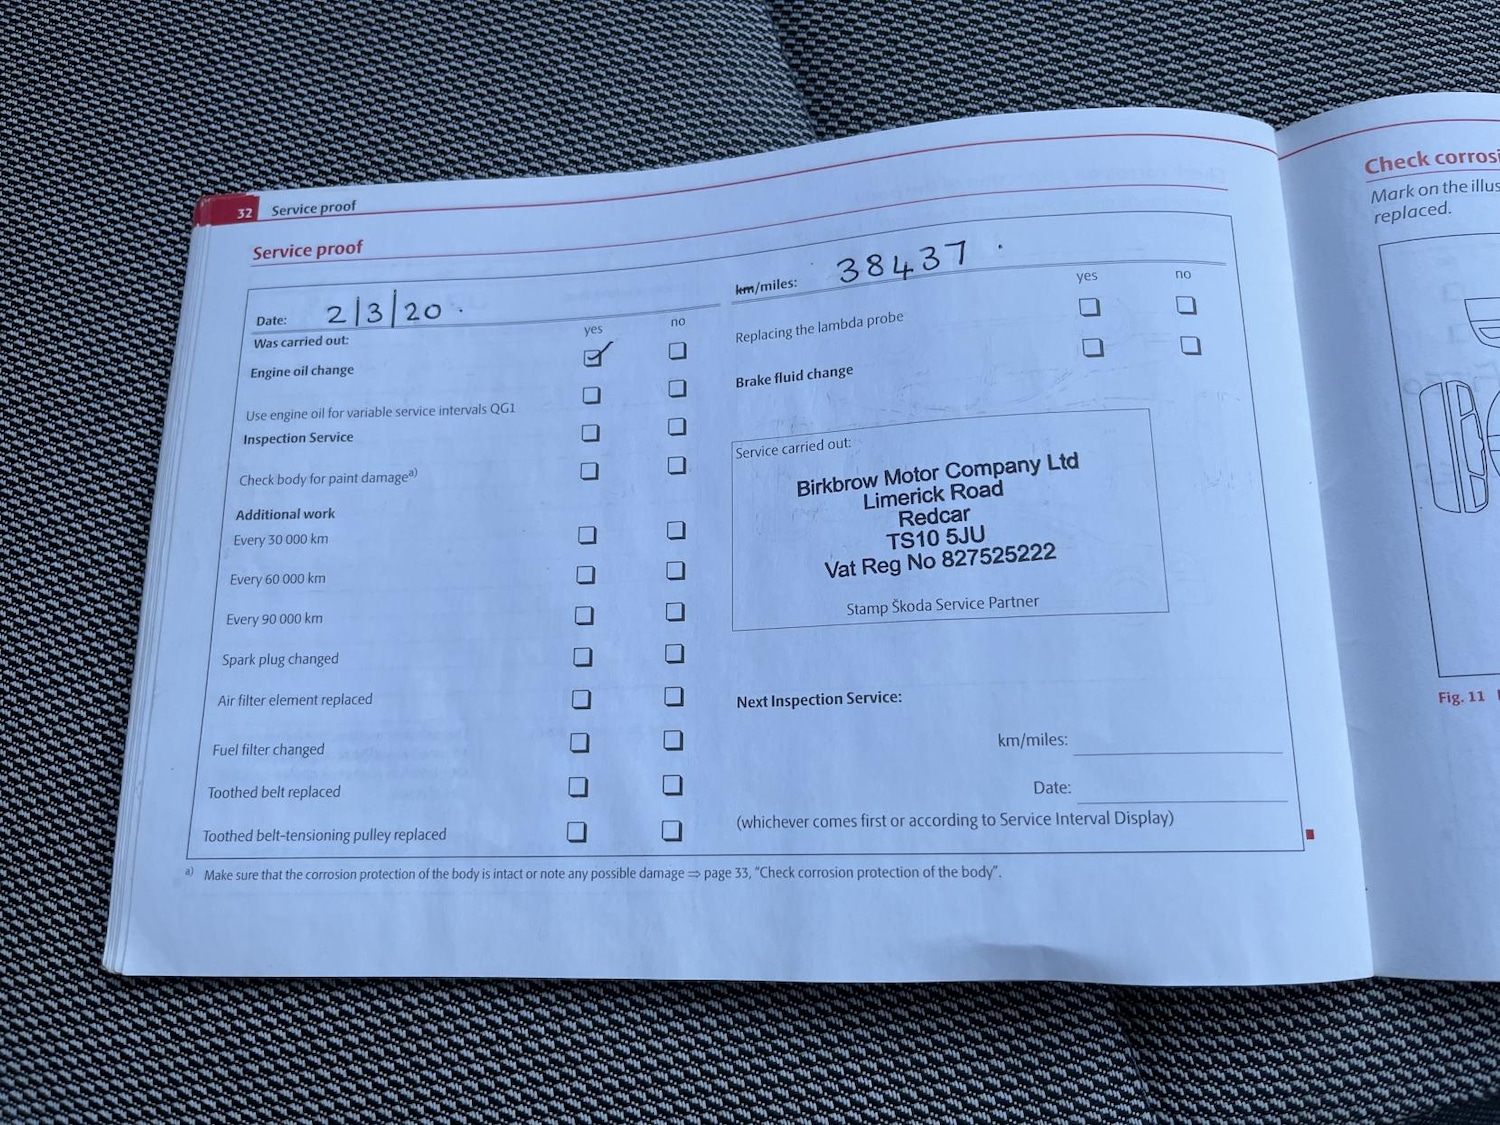 32 Service proof
Service proof
Date: 2|3|20.
km/miles: 38437.
Was carried out: yes no
Engine oil change
Use engine oil for variable service intervals QG1
Inspection Service
Check body for paint damage a)
Additional work
Every 30 000 km
Every 60 000 km
Every 90 000 km
Spark plug changed
Air filter element replaced
Fuel filter changed
Toothed belt replaced
Toothed belt-tensioning pulley replaced
yes no
Replacing the lambda probe
Brake fluid change
Service carried out:
Birkbrow Motor Company Ltd
Limerick Road
Redcar
TS10 5JU
Vat Reg No 827525222
Stamp Škoda Service Partner
Next Inspection Service:
km/miles:
Date:
(whichever comes first or according to Service Interval Display)
a) Make sure that the corrosion protection of the body is intact or note any possible damage ⇒ page 33, "Check corrosion protection of the body".
Check
Mark on the
replaced.
Fig. 11